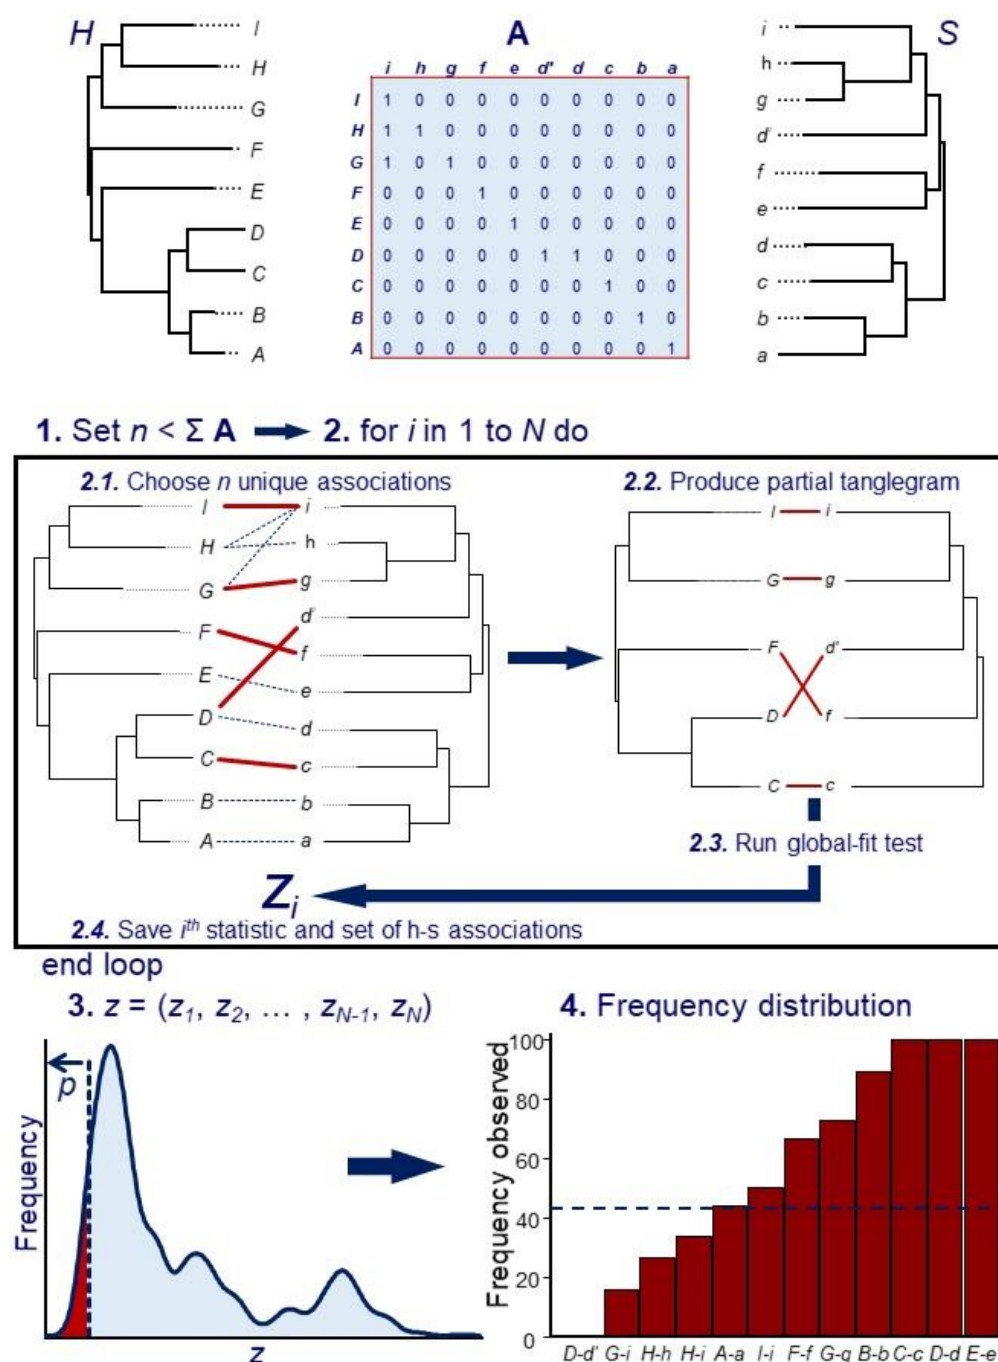 H
I
H
G
F
E
D
C
B
A
A
i h g f e d' d c b a
I 1 0 0 0 0 0 0 0 0 0
H 1 1 0 0 0 0 0 0 0 0
G 1 0 1 0 0 0 0 0 0 0
F 0 0 0 1 0 0 0 0 0 0
E 0 0 0 0 1 0 0 0 0 0
D 0 0 0 0 0 1 1 0 0 0
C 0 0 0 0 0 0 0 1 0 0
B 0 0 0 0 0 0 0 0 1 0
A 0 0 0 0 0 0 0 0 0 1
S
i
h
g
d'
f
e
d
c
b
a
1. Set n < Σ A 2. for i in 1 to N do
2.1. Choose n unique associations
I i
H h
G g
F d'
E f
D e
C d
B c
A b
a
2.2. Produce partial tanglegram
I i
G g
F d'
D f
C c
2.3. Run global-fit test
Zi
2.4. Save ith statistic and set of h-s associations
end loop
3. z = (z1, z2, … , zN-1, zN)
p
Frequency
z
4. Frequency distribution
Frequency observed
100
80
60
40
20
0
D-d' G-i H-h H-i A-a I-i F-f G-g B-b C-c D-d E-e